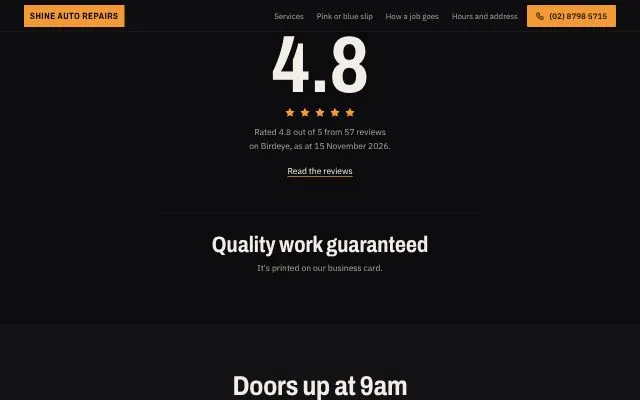 SHINE AUTO REPAIRS
Services
Pink or blue slip
How a job goes
Hours and address
(02) 8798 5715
4.8
Rated 4.8 out of 5 from 57 reviews
on Birdeye, as at 15 November 2026.
Read the reviews
Quality work guaranteed
It's printed on our business card.
Doors up at 9am